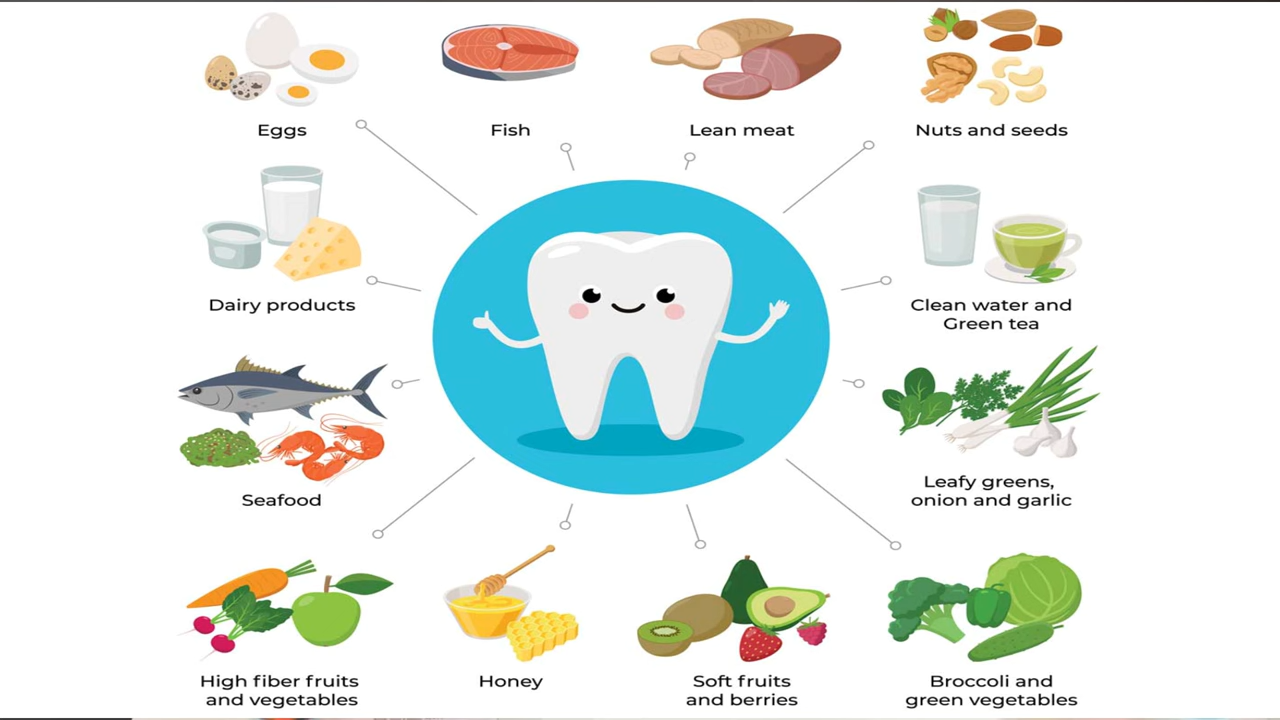 Eggs
Fish
Lean meat
Nuts and seeds
Dairy products
Clean water and
Green tea
Seafood
Leafy greens,
onion and garlic
High fiber fruits
and vegetables
Honey
Soft fruits
and berries
Broccoli and
green vegetables